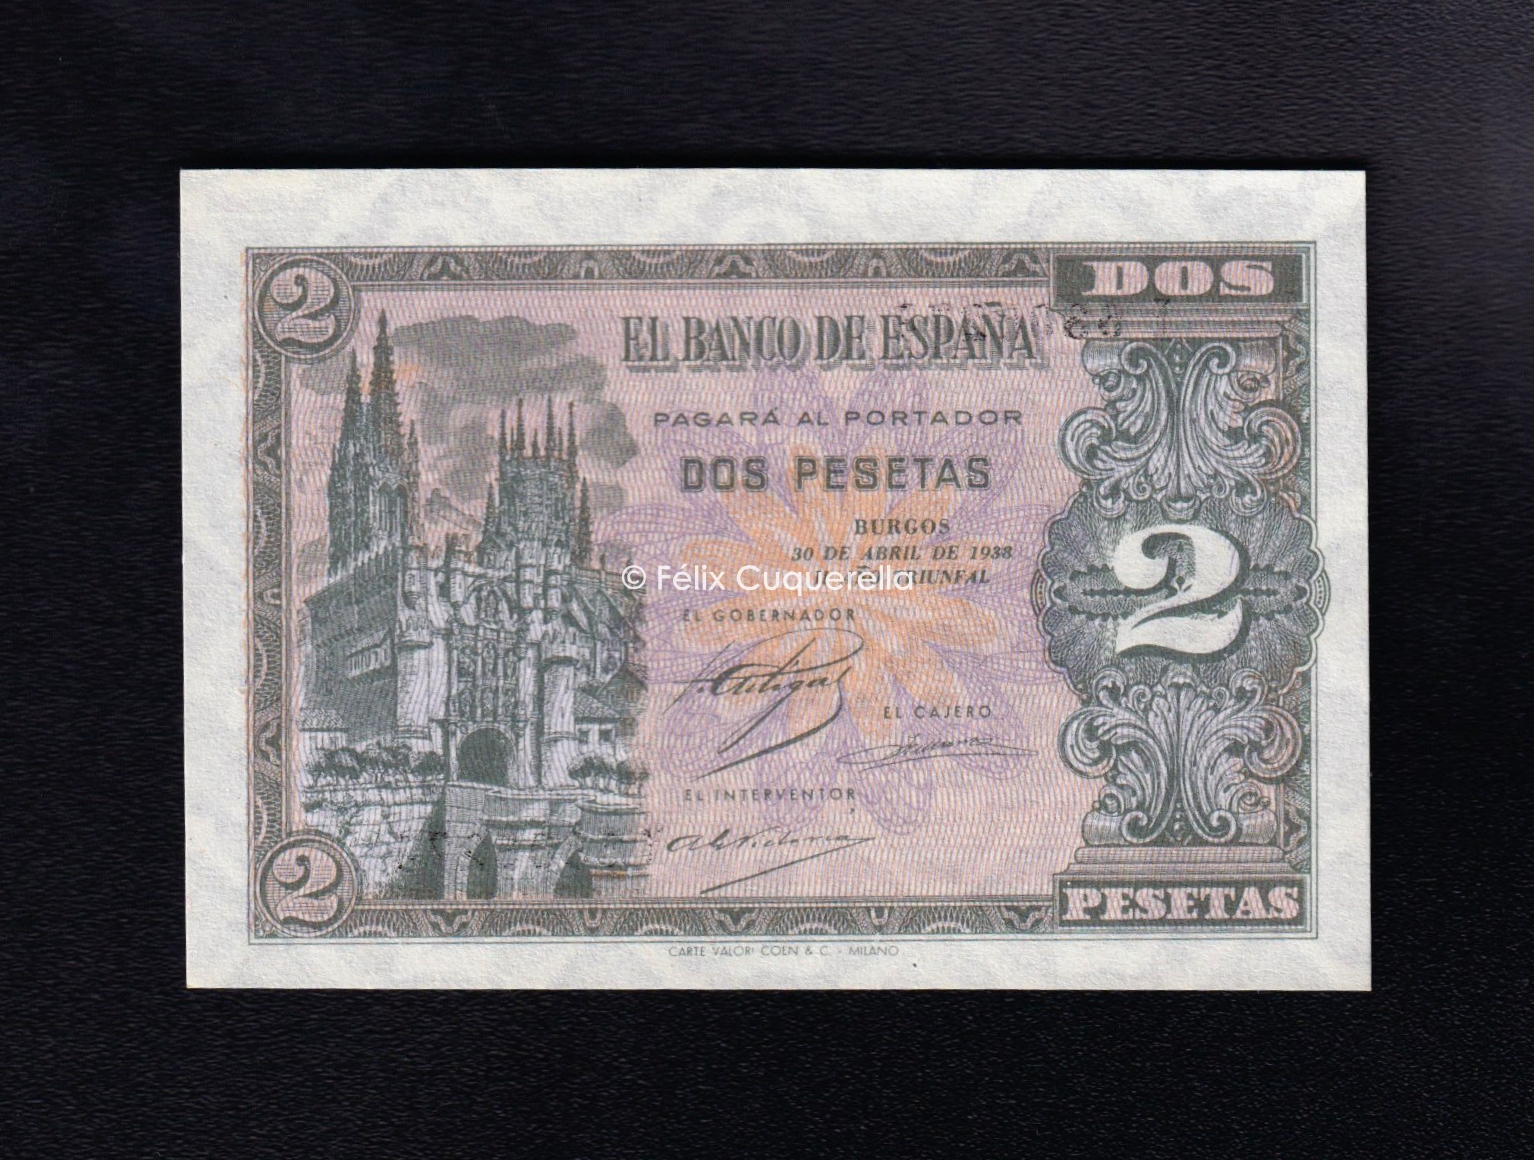 2
DOS
EL BANCO DE ESPAÑA
PAGARÁ AL PORTADOR
DOS PESETAS
BURGOS
30 DE ABRIL DE 1938
© Félix Cuquerella
EL GOBERNADOR
2
EL CAJERO
EL INTERVENTOR
2
PESETAS
CARTE VALORI COEN & C. - MILANO